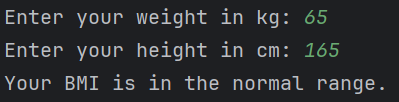 Enter your weight in kg: 65
Enter your height in cm: 165
Your BMI is in the normal range.